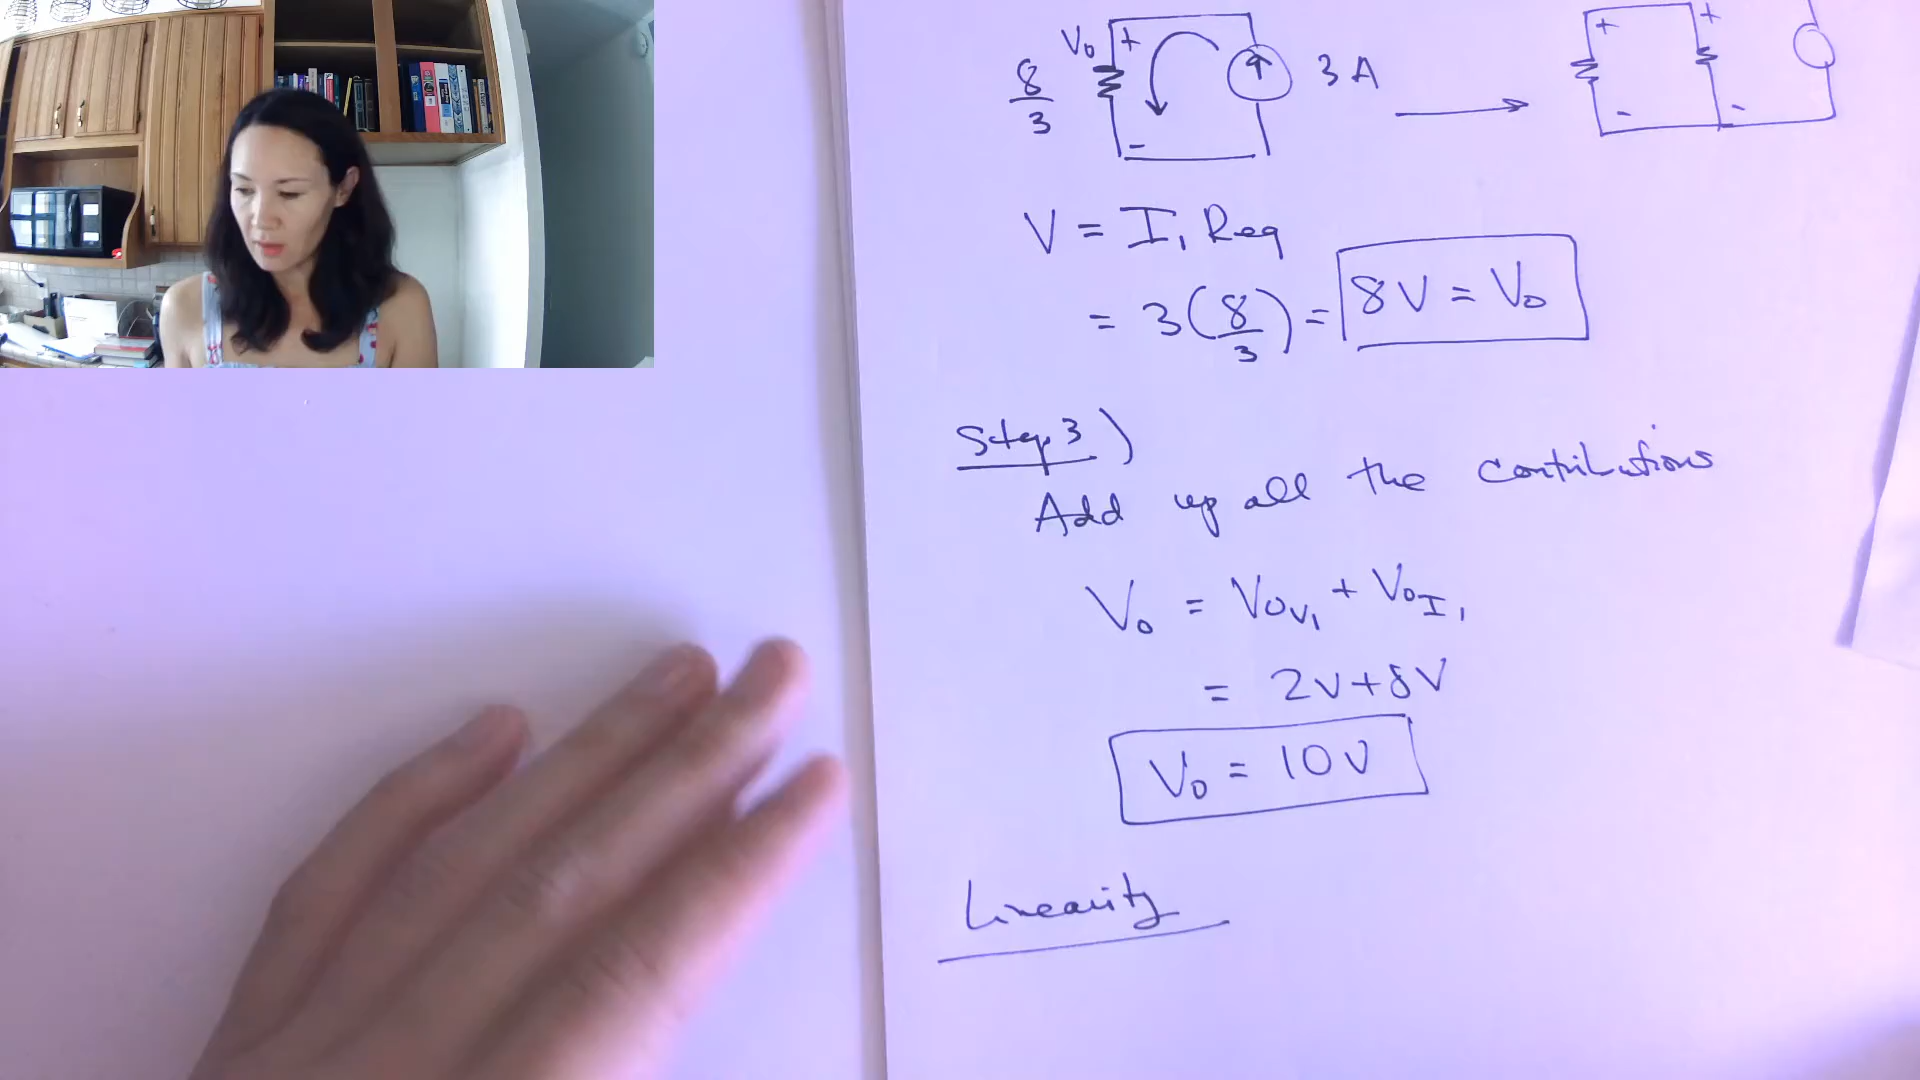 V₀ + 8/3 - 3 A
+ - + -
V = I₁ Req
= 3(8/3) = 8V = V₀
Step 3)
Add up all the contributions
V₀ = V₀V₁ + V₀I₁
= 2V+8V
V₀ = 10V
Linearity